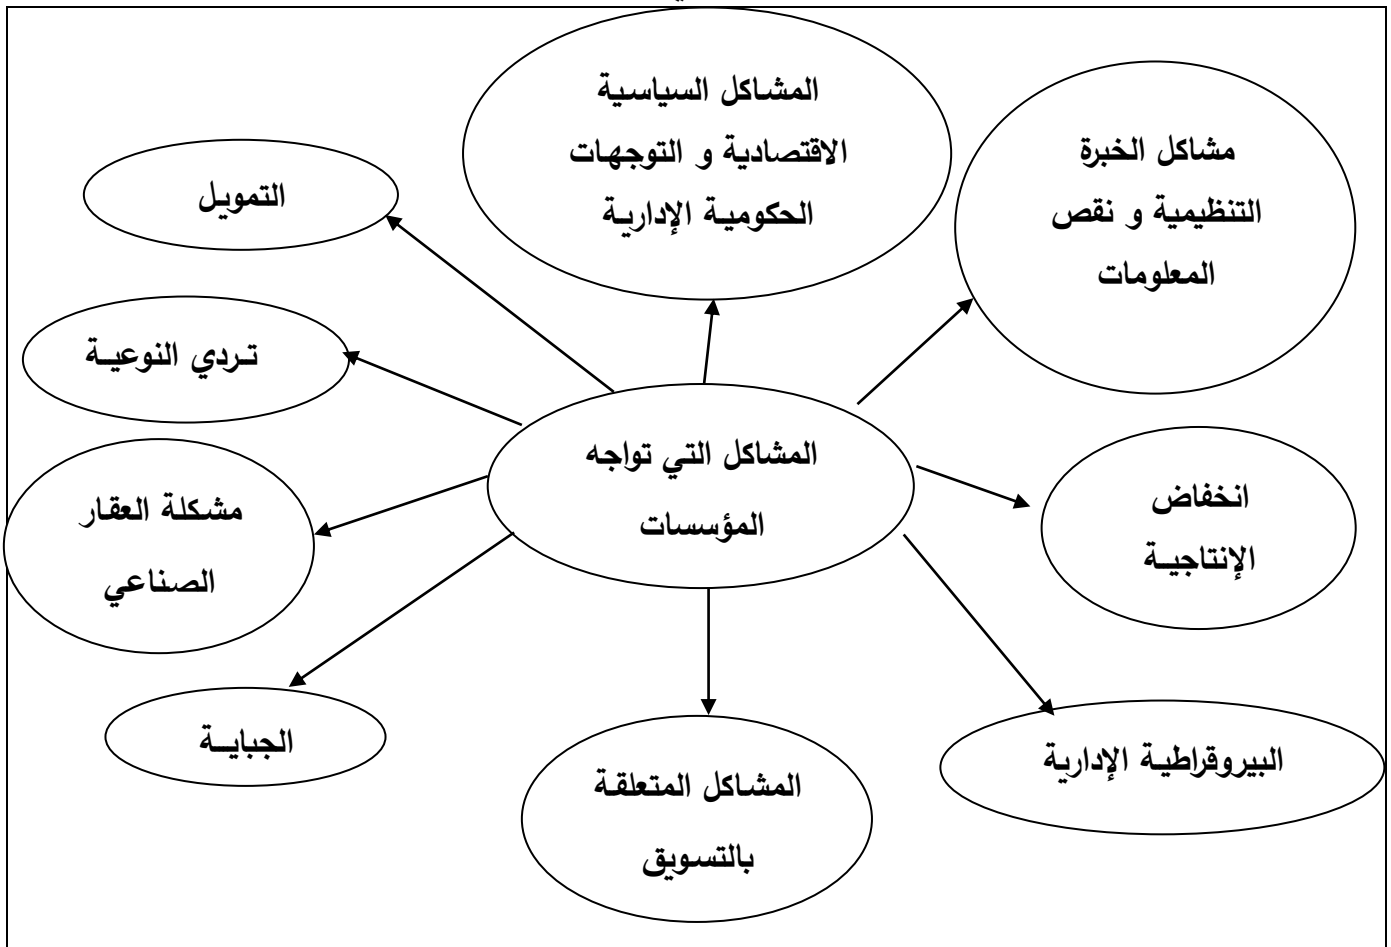 المشاكل السياسية
الاقتصادية و التوجهات
الحكومية الإدارية
مشاكل الخبرة
التنظيمية و نقص
المعلومات
التمويل
تردي النوعية
المشاكل التي تواجه
المؤسسات
انخفاض
الإنتاجية
مشكلة العقار
الصناعي
الجباية
المشاكل المتعلقة
بالتسويق
البيروقراطية الإدارية